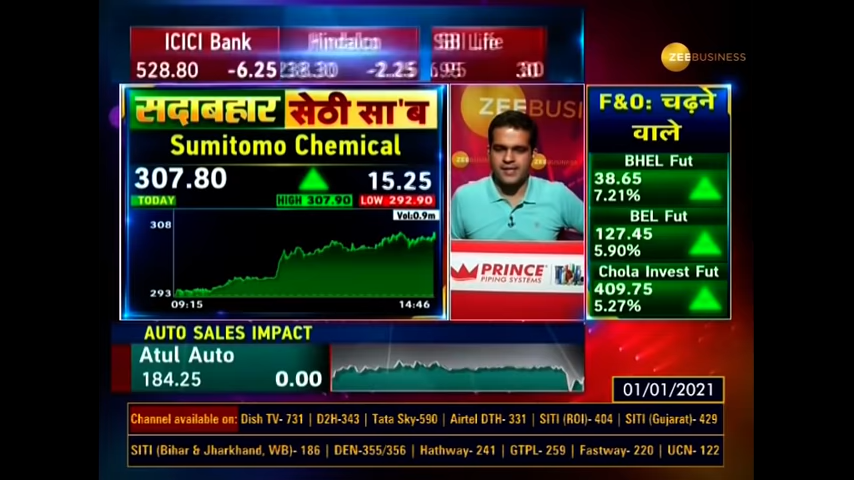 ICICI Bank
528.80 -6.25
Hindalco
-2.25
SBI Life
ZEE BUSINESS
सदाबहार सेठी सा'ब
Sumitomo Chemical
307.80 15.25
TODAY HIGH 307.90 LOW 292.90
Vol:0.9m
308
293
09:15 14:46
ZEE BUSI
PRINCE
PIPING SYSTEMS
F&O: चढ़ने
वाले
BHEL Fut
38.65
7.21%
BEL Fut
127.45
5.90%
Chola Invest Fut
409.75
5.27%
AUTO SALES IMPACT
Atul Auto
184.25 0.00
01/01/2021
Channel available on: Dish TV- 731 | D2H-343 | Tata Sky-590 | Airtel DTH- 331 | SITI (ROI)- 404 | SITI (Gujarat)- 429
SITI (Bihar & Jharkhand, WB)- 186 | DEN-355/356 | Hathway- 241 | GTPL- 259 | Fastway- 220 | UCN- 122